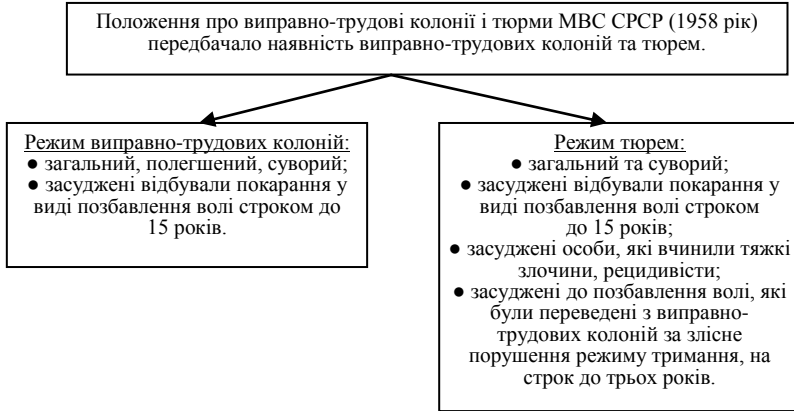 Положення про виправно-трудові колонії і тюрми МВС СРСР (1958 рік)
передбачало наявність виправно-трудових колоній та тюрем.
Режим виправно-трудових колоній:
● загальний, полегшений, суворий;
● засуджені відбували покарання у
виді позбавлення волі строком до
15 років.
Режим тюрем:
● загальний та суворий;
● засуджені відбували покарання у
виді позбавлення волі строком
до 15 років;
● засуджені особи, які вчинили тяжкі
злочини, рецидивісти;
● засуджені до позбавлення волі, які
були переведені з виправно-
трудових колоній за злісне
порушення режиму тримання, на
строк до трьох років.